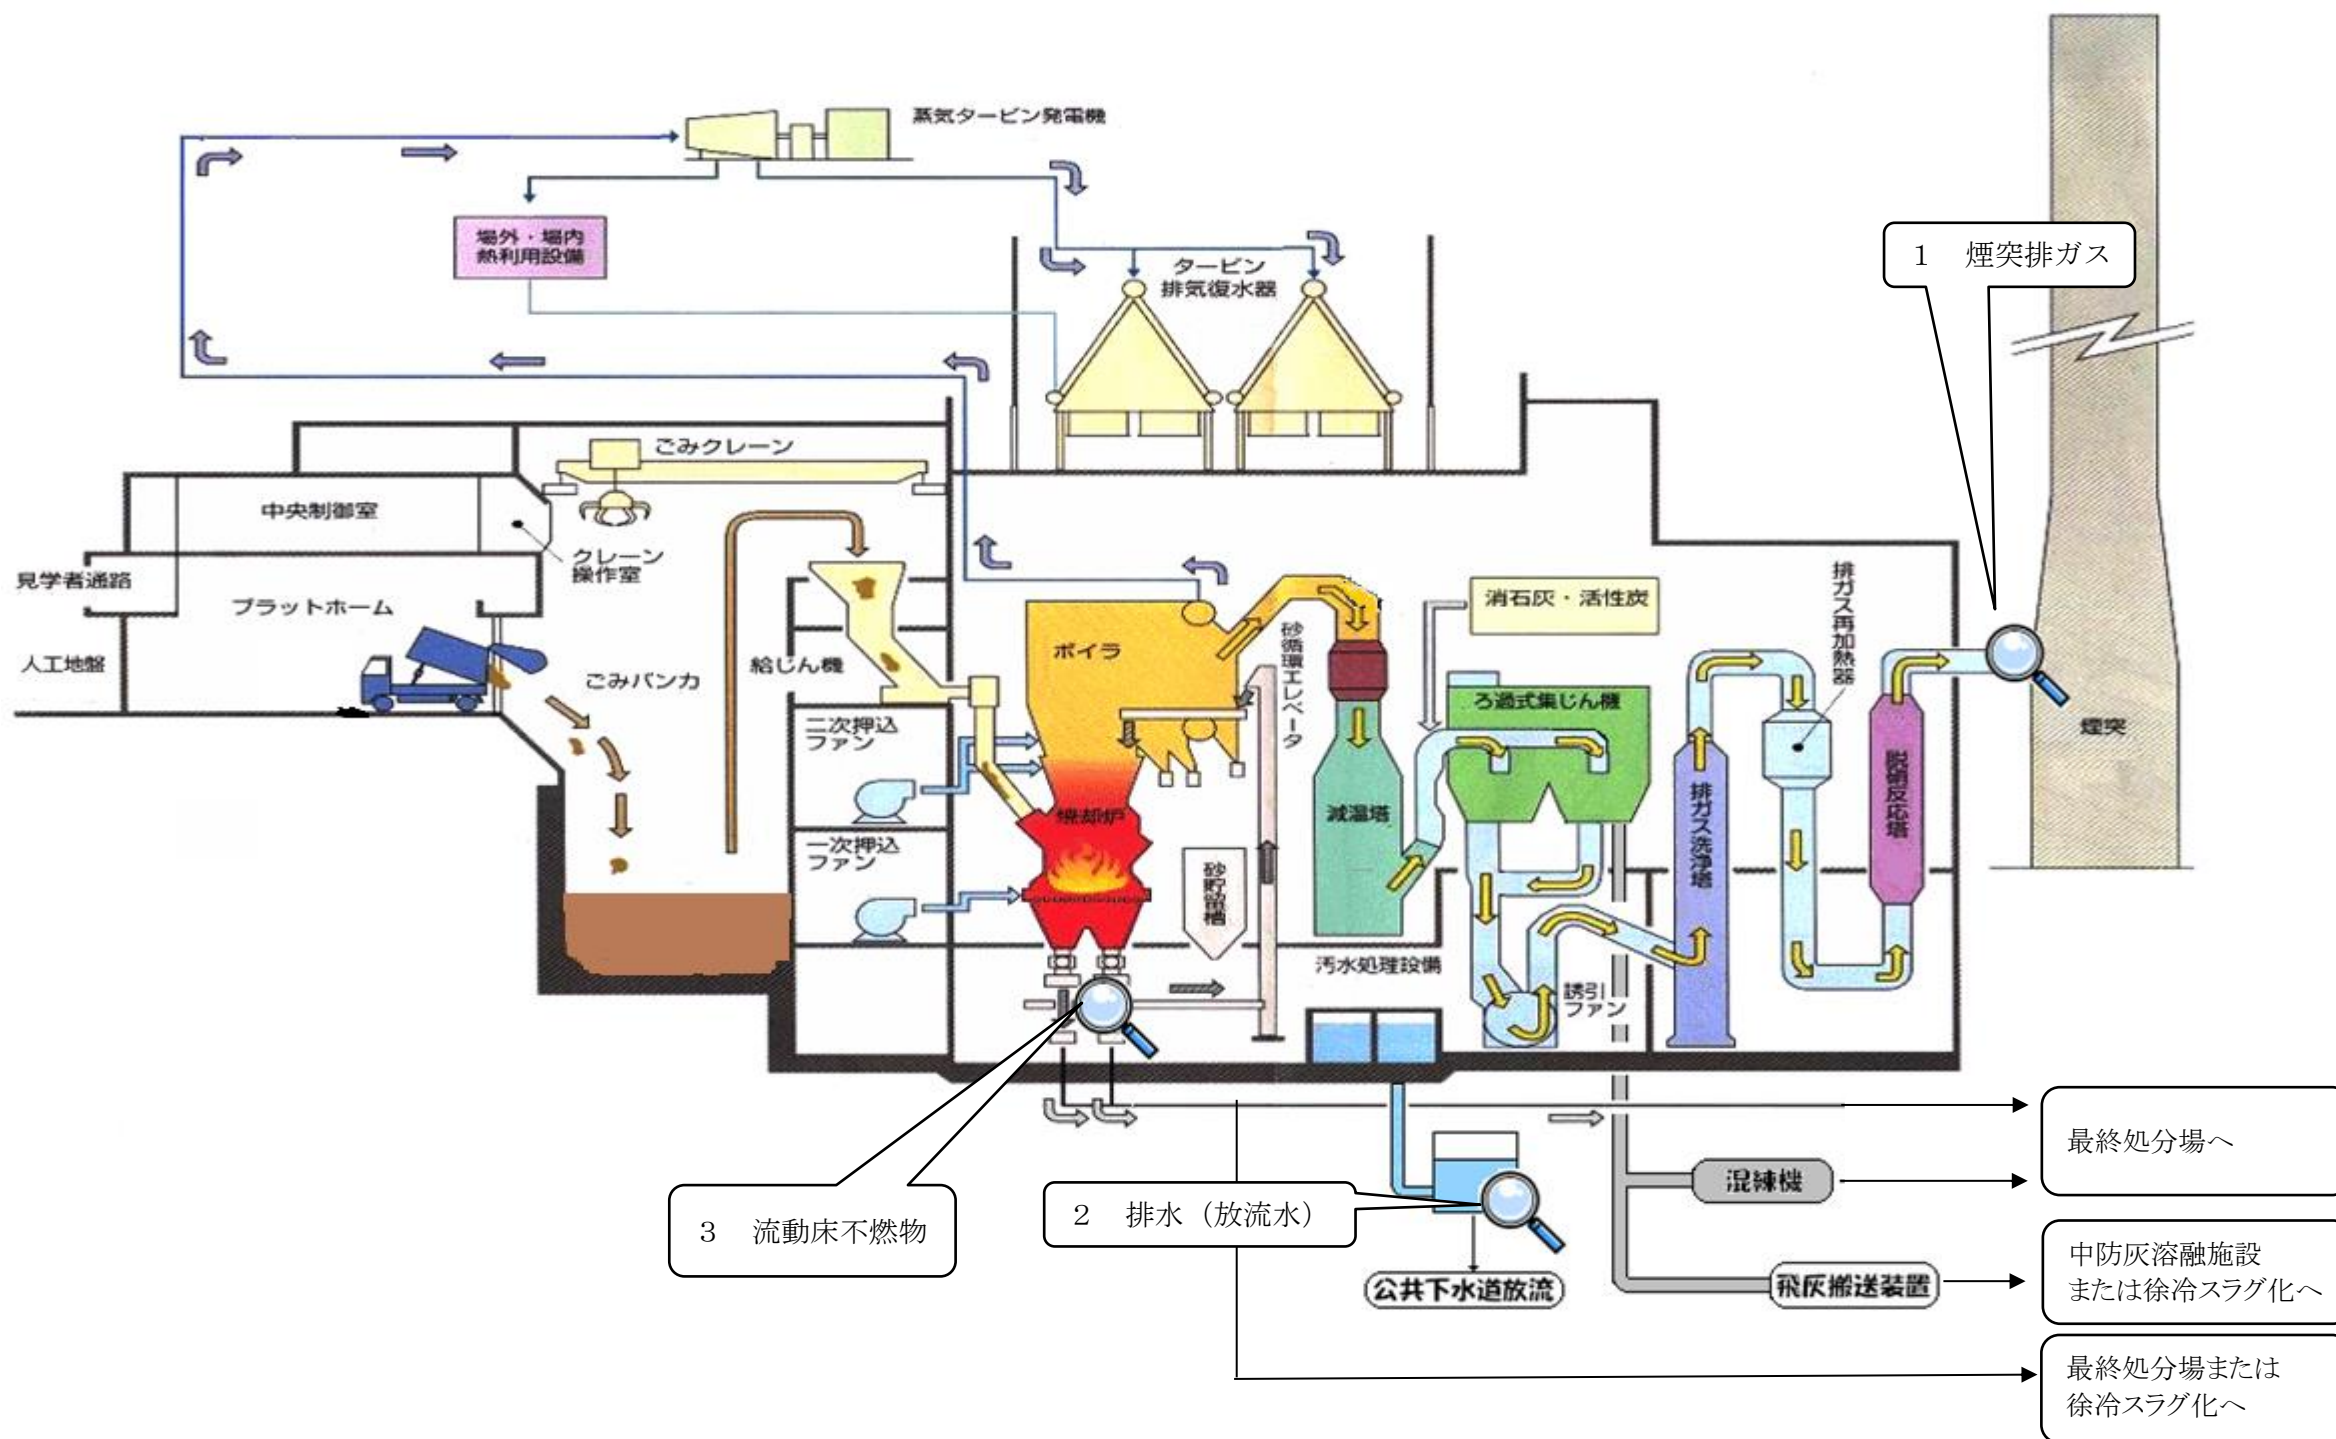 蒸気タービン発電機
場外・場内
熱利用設備
タービン
排気復水器
1 煙突排ガス
ごみクレーン
中央制御室
クレーン
操作室
見学者通路
プラットホーム
人工地盤
ごみバンカ
給じん機
二次押込
ファン
一次押込
ファン
ボイラ
焼却炉
砂循環エレベータ
砂貯留槽
減温塔
消石灰・活性炭
ろ過式集じん機
排ガス再加熱器
排ガス洗浄塔
脱硝反応塔
煙突
汚水処理設備
誘引
ファン
最終処分場へ
混練機
3 流動床不燃物
2 排水（放流水）
公共下水道放流
飛灰搬送装置
中防灰溶融施設
または徐冷スラグ化へ
最終処分場または
徐冷スラグ化へ